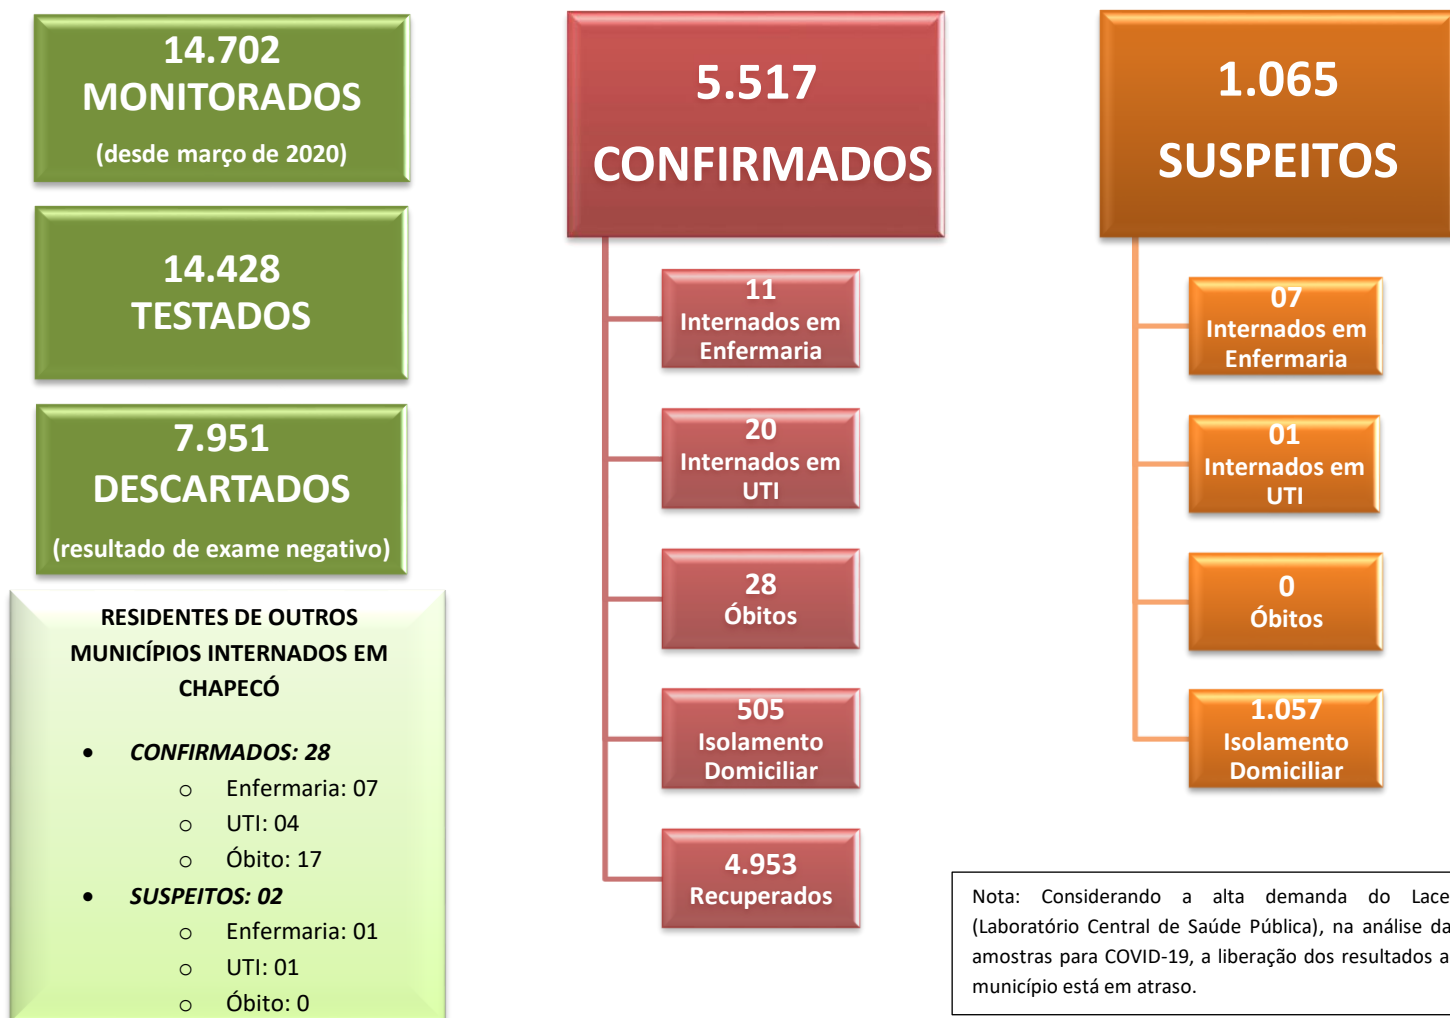 14.702
MONITORADOS
(desde março de 2020)
14.428
TESTADOS
7.951
DESCARTADOS
(resultado de exame negativo)
RESIDENTES DE OUTROS
MUNICÍPIOS INTERNADOS EM
CHAPECÓ
• CONFIRMADOS: 28
o Enfermaria: 07
o UTI: 04
o Óbito: 17
• SUSPEITOS: 02
o Enfermaria: 01
o UTI: 01
o Óbito: 0
5.517
CONFIRMADOS
11
Internados em
Enfermaria
20
Internados em
UTI
28
Óbitos
505
Isolamento
Domiciliar
4.953
Recuperados
1.065
SUSPEITOS
07
Internados em
Enfermaria
01
Internados em
UTI
0
Óbitos
1.057
Isolamento
Domiciliar
Nota: Considerando a alta demanda do Lace
(Laboratório Central de Saúde Pública), na análise da
amostras para COVID-19, a liberação dos resultados a
município está em atraso.